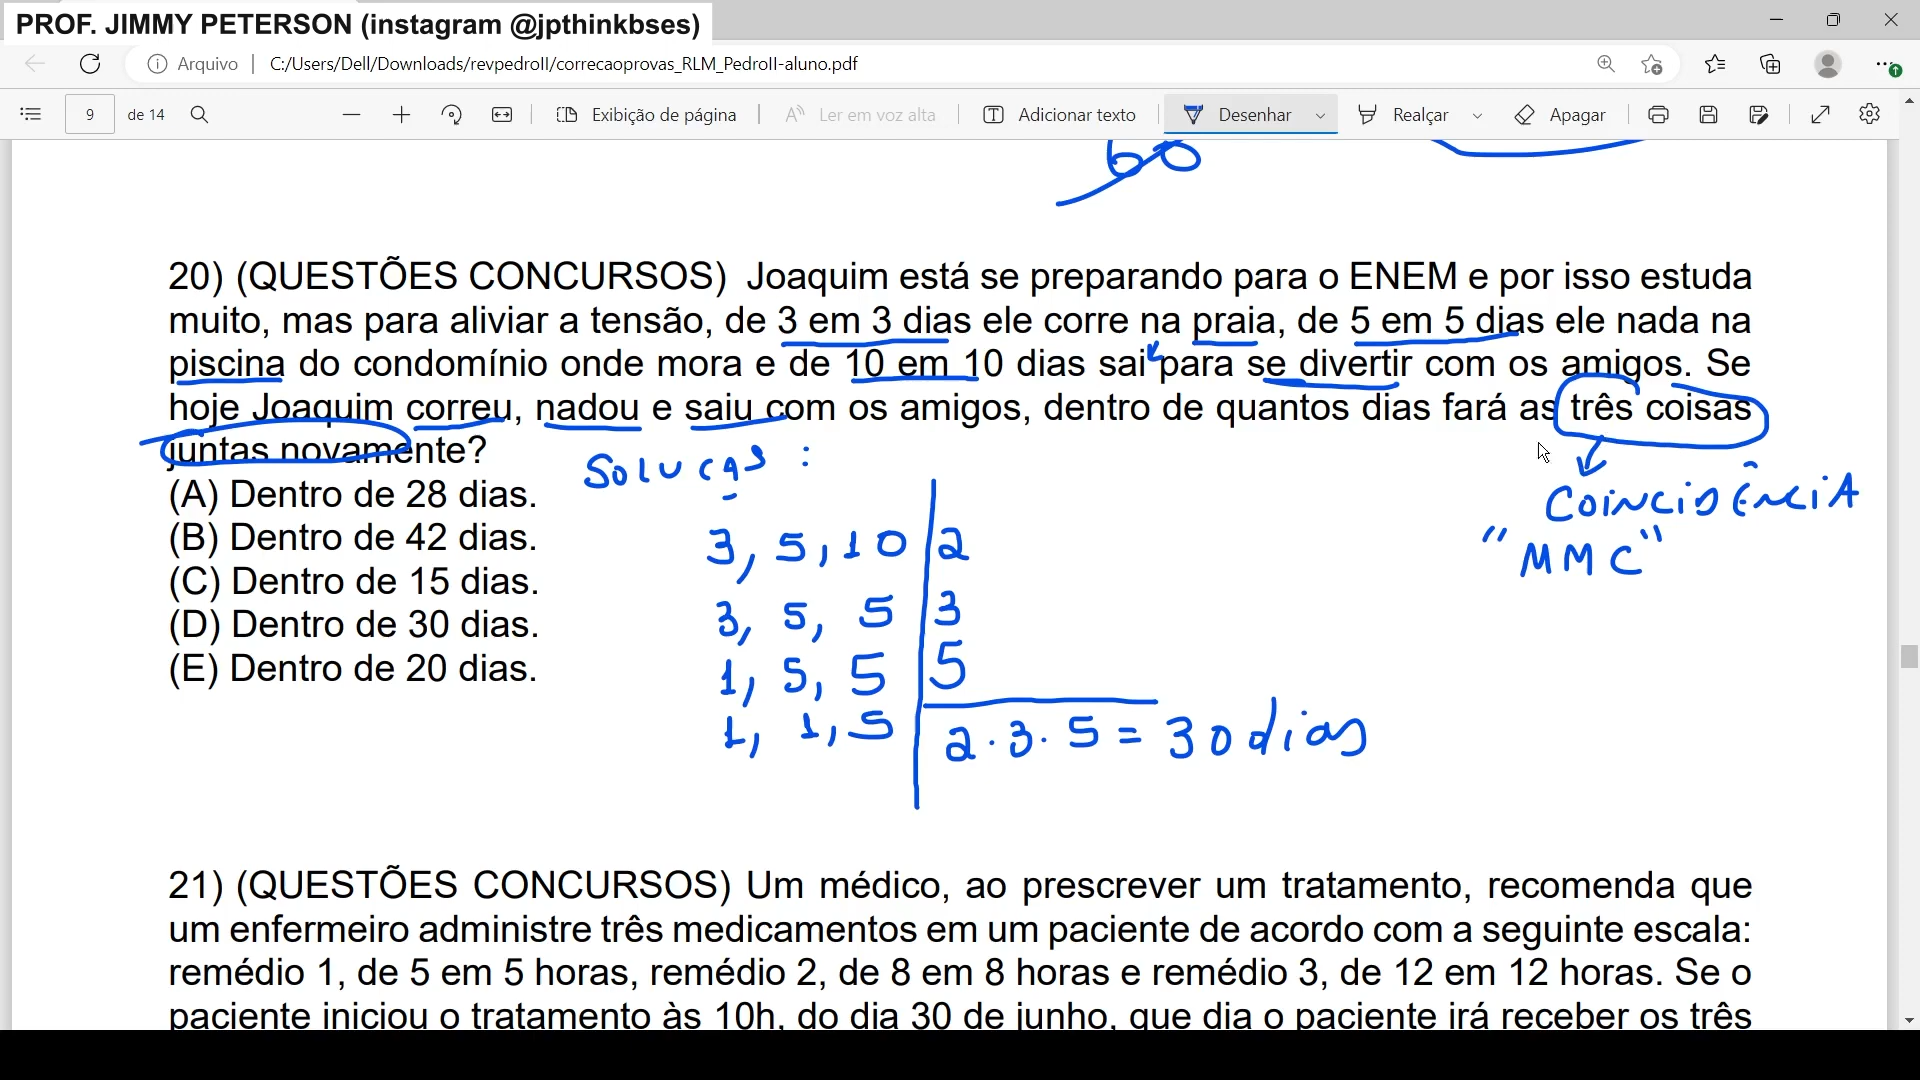 PROF. JIMMY PETERSON (instagram @jpthinkbses)
Arquivo | C:/Users/Dell/Downloads/revpedroII/correcaoprovas_RLM_PedroII-aluno.pdf
9 de 14 Exibição de página Ler em voz alta Adicionar texto Desenhar Realçar Apagar
60
20) (QUESTÕES CONCURSOS) Joaquim está se preparando para o ENEM e por isso estuda
muito, mas para aliviar a tensão, de 3 em 3 dias ele corre na praia, de 5 em 5 dias ele nada na
piscina do condomínio onde mora e de 10 em 10 dias sai para se divertir com os amigos. Se
hoje Joaquim correu, nadou e saiu com os amigos, dentro de quantos dias fará as três coisas
juntas novamente?
(A) Dentro de 28 dias.
(B) Dentro de 42 dias.
(C) Dentro de 15 dias.
(D) Dentro de 30 dias.
(E) Dentro de 20 dias.
SOLUÇAS :
3, 5, 10 | 2
3, 5, 5 | 3
1, 5, 5 | 5
1, 1, 5 | 2 · 3 · 5 = 30 dias
COINCIDÊNCIA
"MMC"
21) (QUESTÕES CONCURSOS) Um médico, ao prescrever um tratamento, recomenda que
um enfermeiro administre três medicamentos em um paciente de acordo com a seguinte escala:
remédio 1, de 5 em 5 horas, remédio 2, de 8 em 8 horas e remédio 3, de 12 em 12 horas. Se o
paciente iniciou o tratamento às 10h, do dia 30 de junho, que dia o paciente irá receber os três